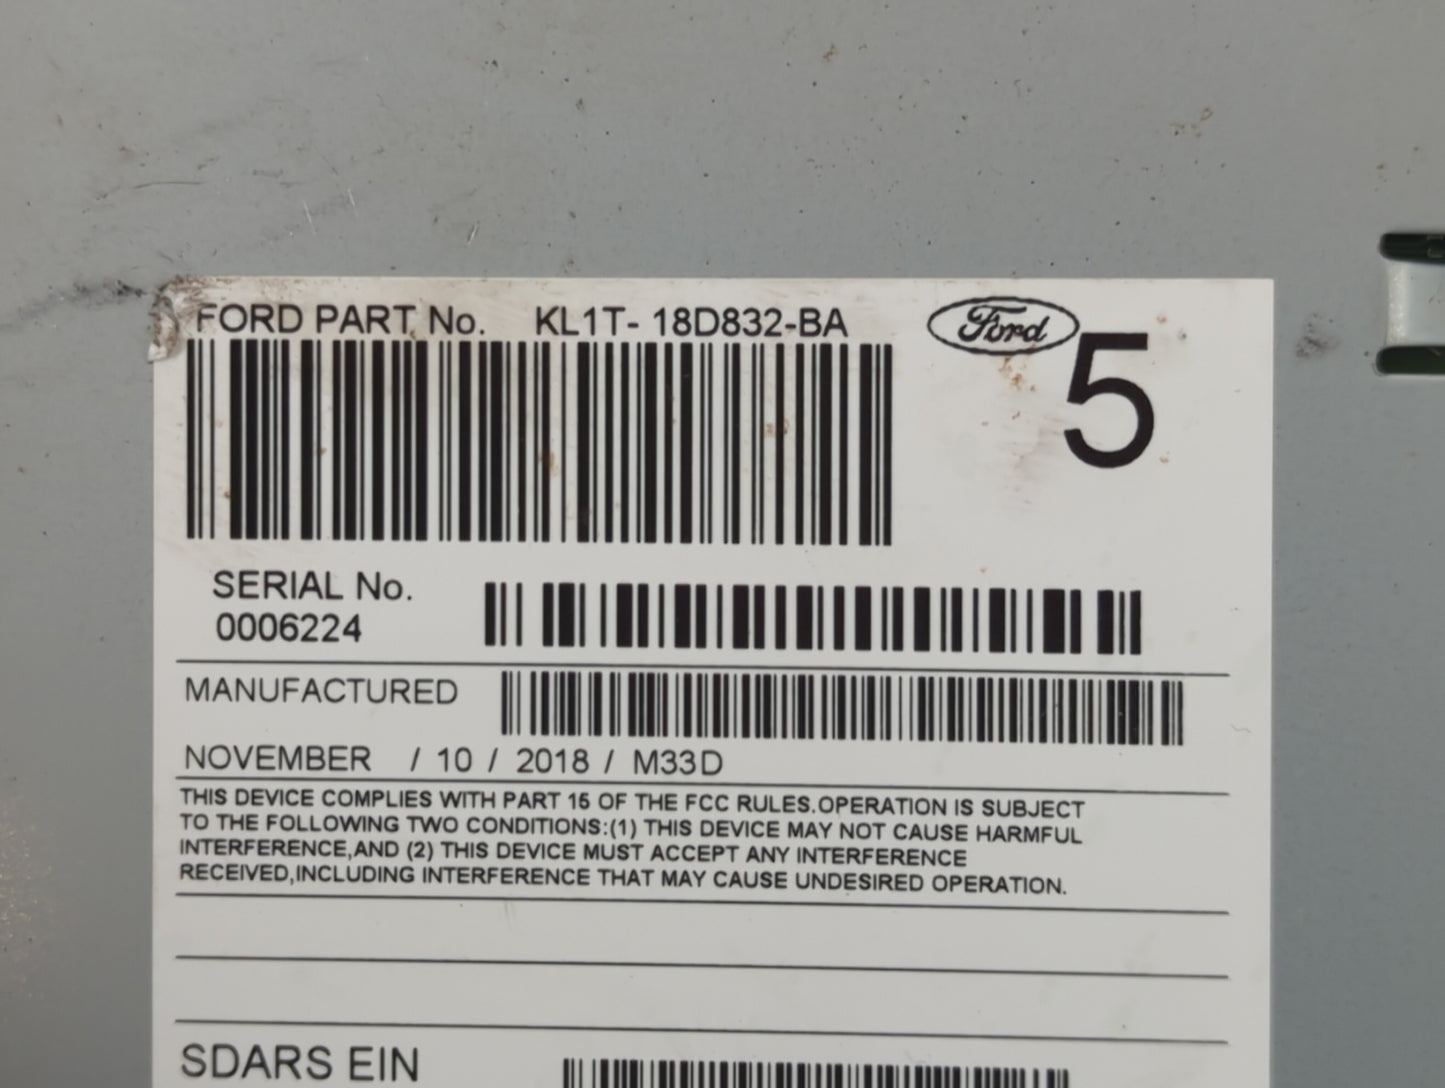 FORD PART No. KL1T- 18D832-BA Ford
5
SERIAL No.
0006224
MANUFACTURED
NOVEMBER / 10 / 2018 / M33D
THIS DEVICE COMPLIES WITH PART 15 OF THE FCC RULES.OPERATION IS SUBJECT
TO THE FOLLOWING TWO CONDITIONS:(1) THIS DEVICE MAY NOT CAUSE HARMFUL
INTERFERENCE,AND (2) THIS DEVICE MUST ACCEPT ANY INTERFERENCE
RECEIVED,INCLUDING INTERFERENCE THAT MAY CAUSE UNDESIRED OPERATION.
SDARS EIN